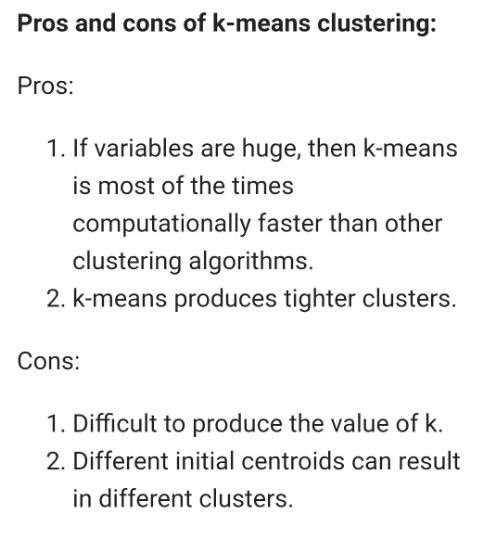 Pros and cons of k-means clustering:
Pros:
1. If variables are huge, then k-means
is most of the times
computationally faster than other
clustering algorithms.
2. k-means produces tighter clusters.
Cons:
1. Difficult to produce the value of k.
2. Different initial centroids can result
in different clusters.